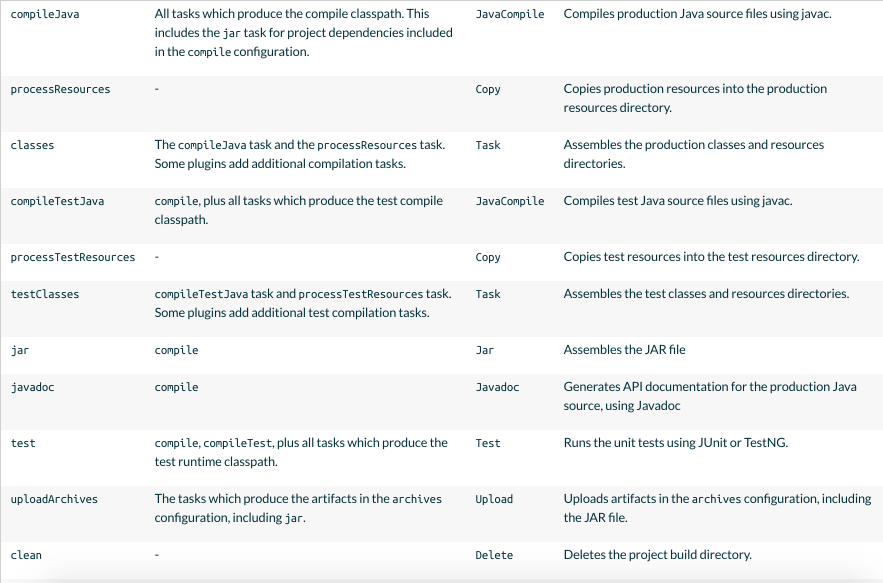 compileJava All tasks which produce the compile classpath. This JavaCompile Compiles production Java source files using javac.
includes the jar task for project dependencies included
in the compile configuration.
processResources - Copy Copies production resources into the production
resources directory.
classes The compileJava task and the processResources task. Task Assembles the production classes and resources
Some plugins add additional compilation tasks. directories.
compileTestJava compile, plus all tasks which produce the test compile JavaCompile Compiles test Java source files using javac.
classpath.
processTestResources - Copy Copies test resources into the test resources directory.
testClasses compileTestJava task and processTestResources task. Task Assembles the test classes and resources directories.
Some plugins add additional test compilation tasks.
jar compile Jar Assembles the JAR file
javadoc compile Javadoc Generates API documentation for the production Java
source, using Javadoc
test compile, compileTest, plus all tasks which produce the Test Runs the unit tests using JUnit or TestNG.
test runtime classpath.
uploadArchives The tasks which produce the artifacts in the archives Upload Uploads artifacts in the archives configuration, including
configuration, including jar. the JAR file.
clean - Delete Deletes the project build directory.